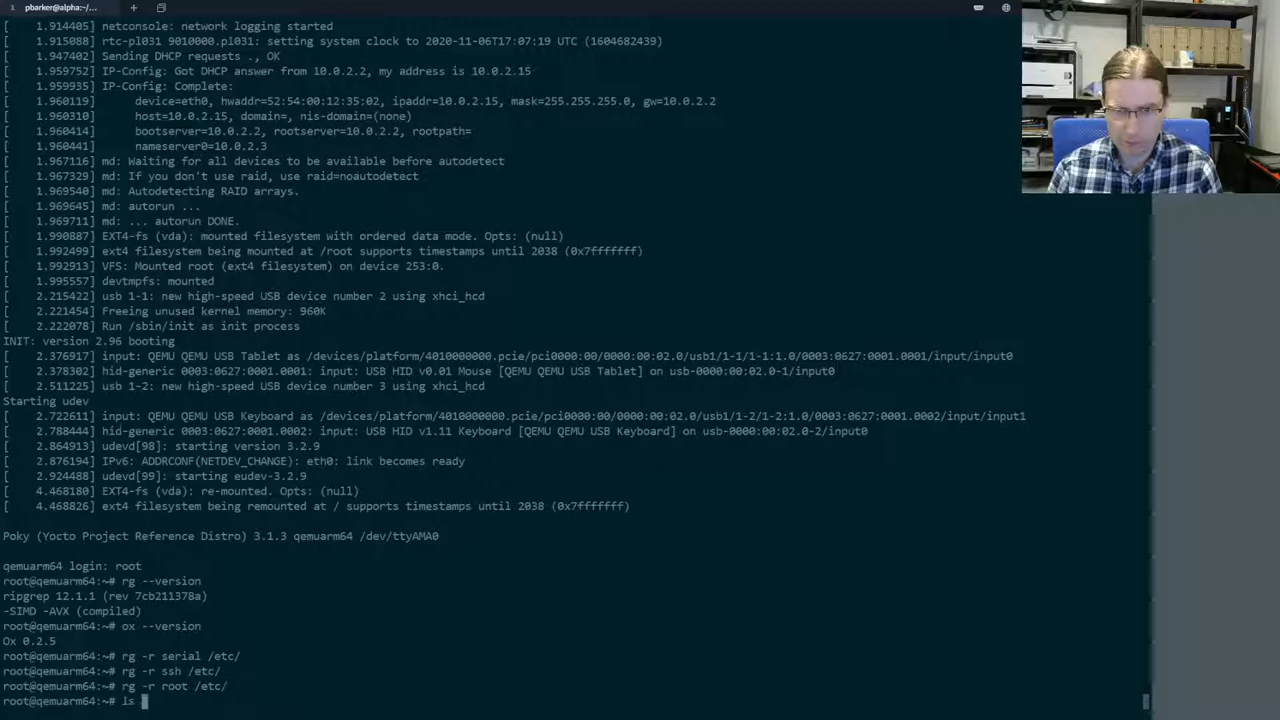 1 pbarker@alpha:~/... +
[    1.914405] netconsole: network logging started
[    1.915088] rtc-pl031 9010000.pl031: setting system clock to 2020-11-06T17:07:19 UTC (1604682439)
[    1.947402] Sending DHCP requests ., OK
[    1.959752] IP-Config: Got DHCP answer from 10.0.2.2, my address is 10.0.2.15
[    1.959935] IP-Config: Complete:
[    1.960119]      device=eth0, hwaddr=52:54:00:12:35:02, ipaddr=10.0.2.15, mask=255.255.255.0, gw=10.0.2.2
[    1.960310]      host=10.0.2.15, domain=, nis-domain=(none)
[    1.960414]      bootserver=10.0.2.2, rootserver=10.0.2.2, rootpath=
[    1.960441]      nameserver0=10.0.2.3
[    1.967116] md: Waiting for all devices to be available before autodetect
[    1.967329] md: If you don't use raid, use raid=noautodetect
[    1.969540] md: Autodetecting RAID arrays.
[    1.969645] md: autorun ...
[    1.969711] md: ... autorun DONE.
[    1.990887] EXT4-fs (vda): mounted filesystem with ordered data mode. Opts: (null)
[    1.992499] ext4 filesystem being mounted at /root supports timestamps until 2038 (0x7fffffff)
[    1.992913] VFS: Mounted root (ext4 filesystem) on device 253:0.
[    1.995557] devtmpfs: mounted
[    2.215422] usb 1-1: new high-speed USB device number 2 using xhci_hcd
[    2.221454] Freeing unused kernel memory: 960K
[    2.222078] Run /sbin/init as init process
INIT: version 2.96 booting
[    2.376917] input: QEMU QEMU USB Tablet as /devices/platform/4010000000.pcie/pci0000:00/0000:00:02.0/usb1/1-1/1-1:1.0/0003:0627:0001.0001/input/input0
[    2.378302] hid-generic 0003:0627:0001.0001: input: USB HID v0.01 Mouse [QEMU QEMU USB Tablet] on usb-0000:00:02.0-1/input0
[    2.511225] usb 1-2: new high-speed USB device number 3 using xhci_hcd
Starting udev
[    2.722611] input: QEMU QEMU USB Keyboard as /devices/platform/4010000000.pcie/pci0000:00/0000:00:02.0/usb1/1-2/1-2:1.0/0003:0627:0001.0002/input/input1
[    2.788444] hid-generic 0003:0627:0001.0002: input: USB HID v1.11 Keyboard [QEMU QEMU USB Keyboard] on usb-0000:00:02.0-2/input0
[    2.864913] udevd[98]: starting version 3.2.9
[    2.876194] IPv6: ADDRCONF(NETDEV_CHANGE): eth0: link becomes ready
[    2.924488] udevd[99]: starting eudev-3.2.9
[    4.468180] EXT4-fs (vda): re-mounted. Opts: (null)
[    4.468826] ext4 filesystem being remounted at / supports timestamps until 2038 (0x7fffffff)
Poky (Yocto Project Reference Distro) 3.1.3 qemuarm64 /dev/ttyAMA0
qemuarm64 login: root
root@qemuarm64:~# rg --version
ripgrep 12.1.1 (rev 7cb211378a)
-SIMD -AVX (compiled)
root@qemuarm64:~# ox --version
Ox 0.2.5
root@qemuarm64:~# rg -r serial /etc/
root@qemuarm64:~# rg -r ssh /etc/
root@qemuarm64:~# rg -r root /etc/
root@qemuarm64:~# ls